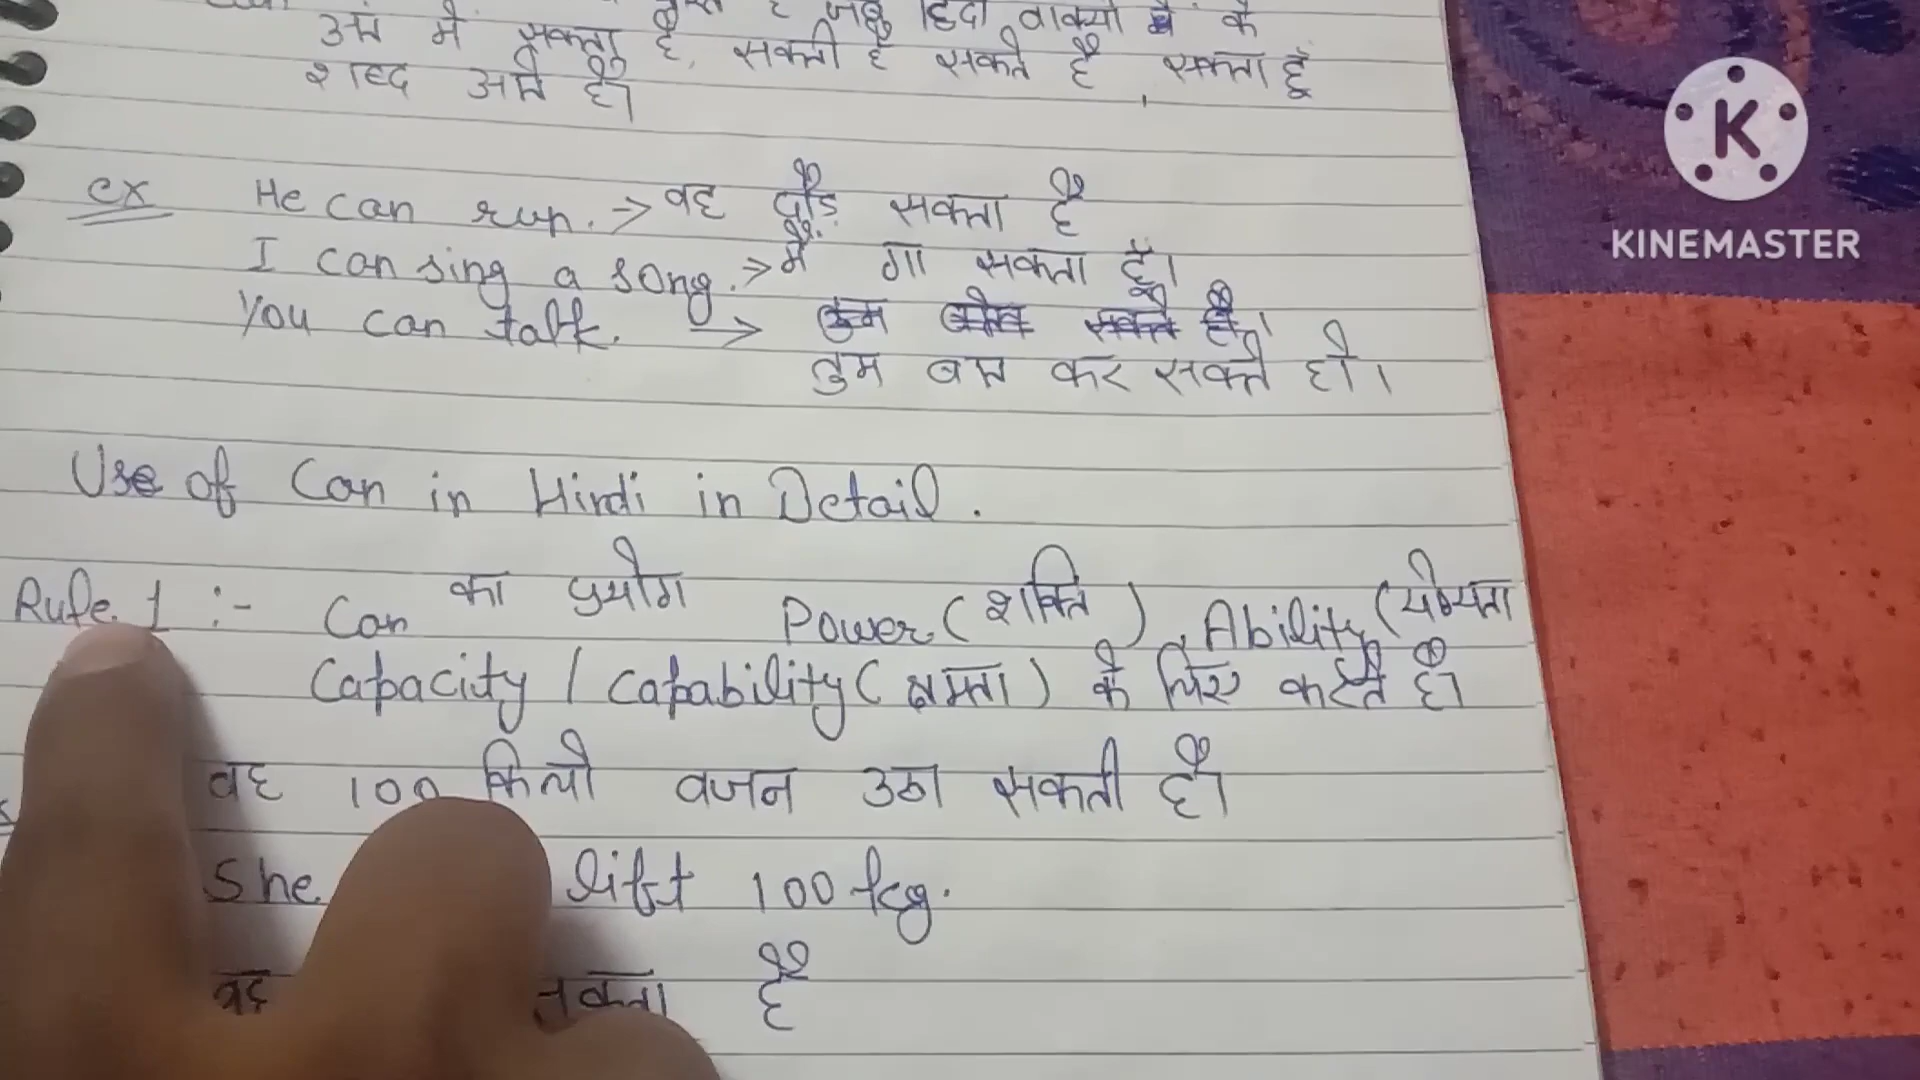 जब हिंदी वाक्यो के
अंत में सकता है, सकती है सकते है, सकता हूँ
शब्द आते है।
ex He can run. → वह दौड़ सकता है
I can sing a song. → मैं गा सकता हूँ।
You can talk. → तुम
तुम बात कर सकते हो।
Use of Can in Hindi in Detail.
Rule 1 :- Can का प्रयोग Power (शक्ति), Ability (योग्यता
Capacity / Capability (क्षमता) के लिए करते है।
वह 100 किलो वजन उठा सकती है।
She lift 100 kg.
वह सकता है
KINEMASTER